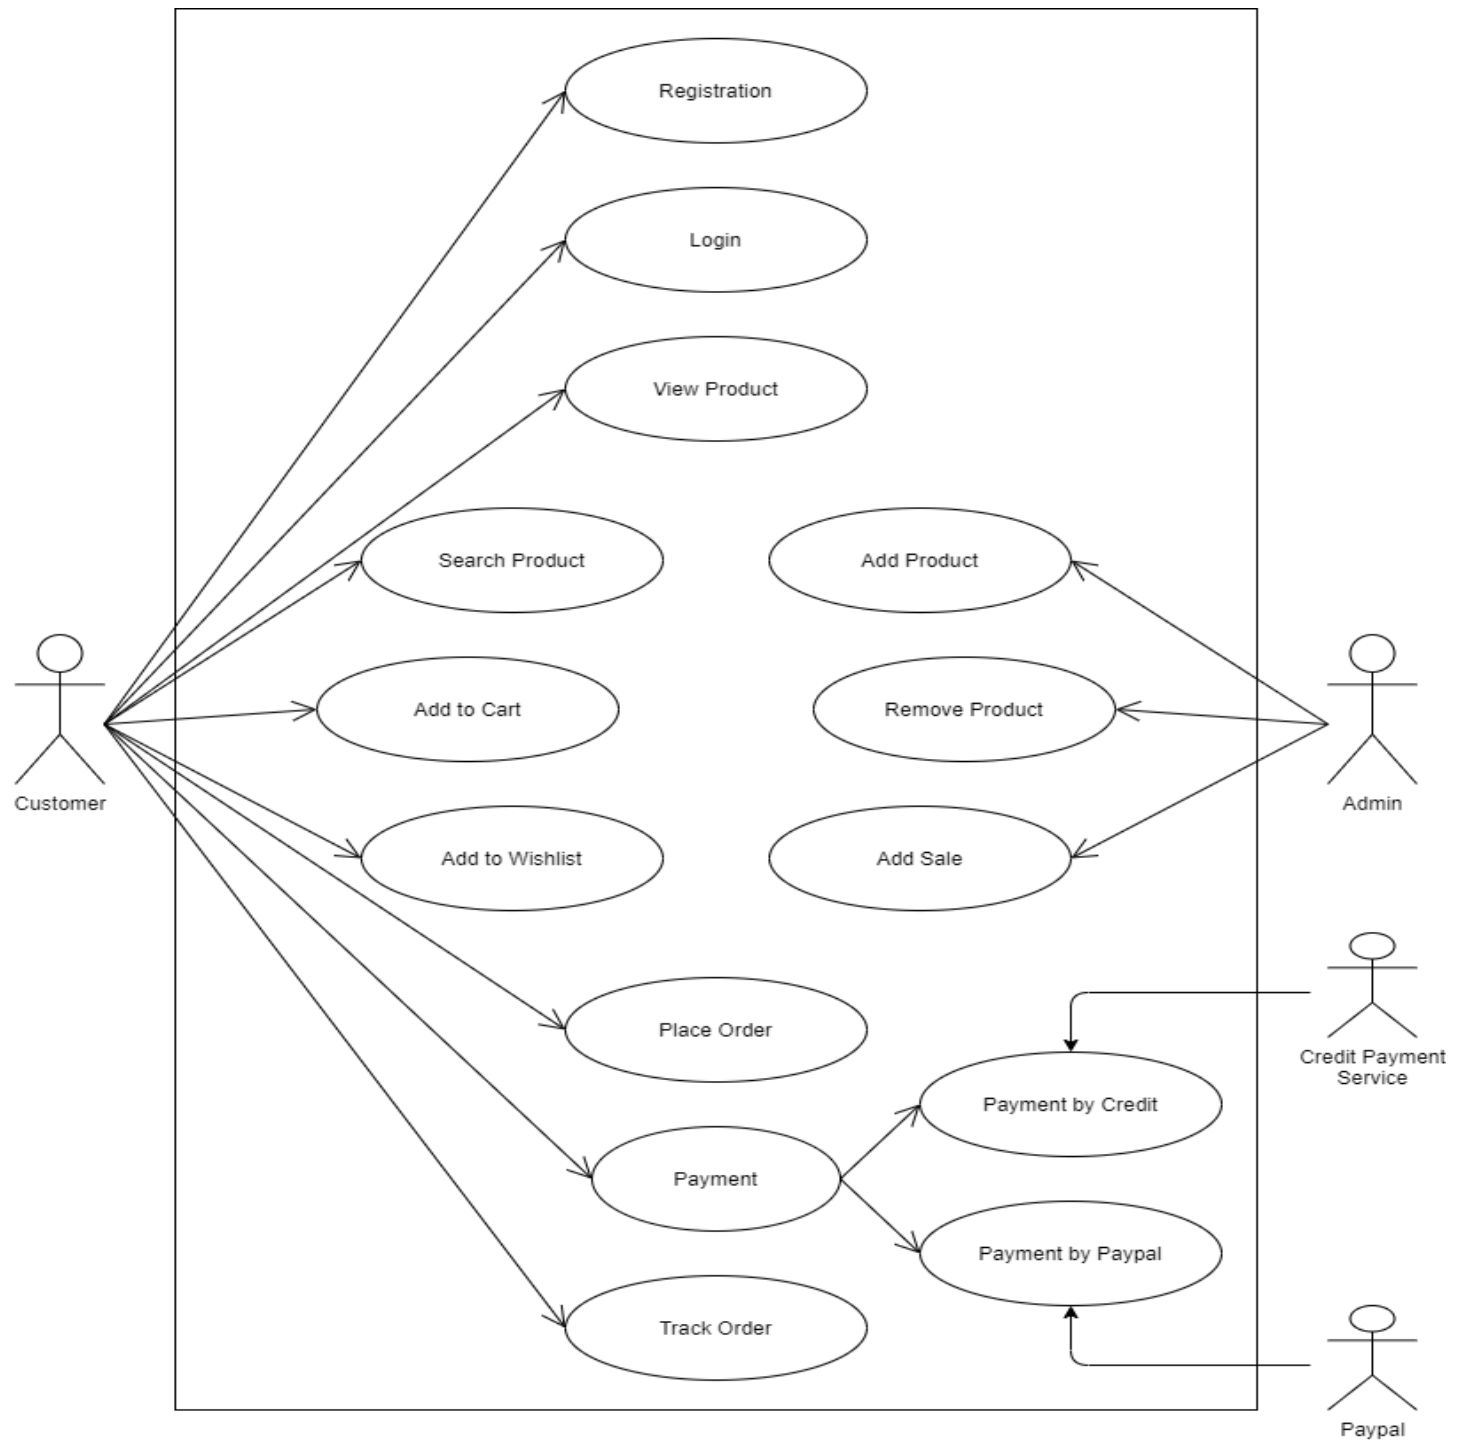 Registration
Login
View Product
Search Product
Add Product
Add to Cart
Remove Product
Customer
Admin
Add to Wishlist
Add Sale
Place Order
Credit Payment
Service
Payment by Credit
Payment
Payment by Paypal
Track Order
Paypal